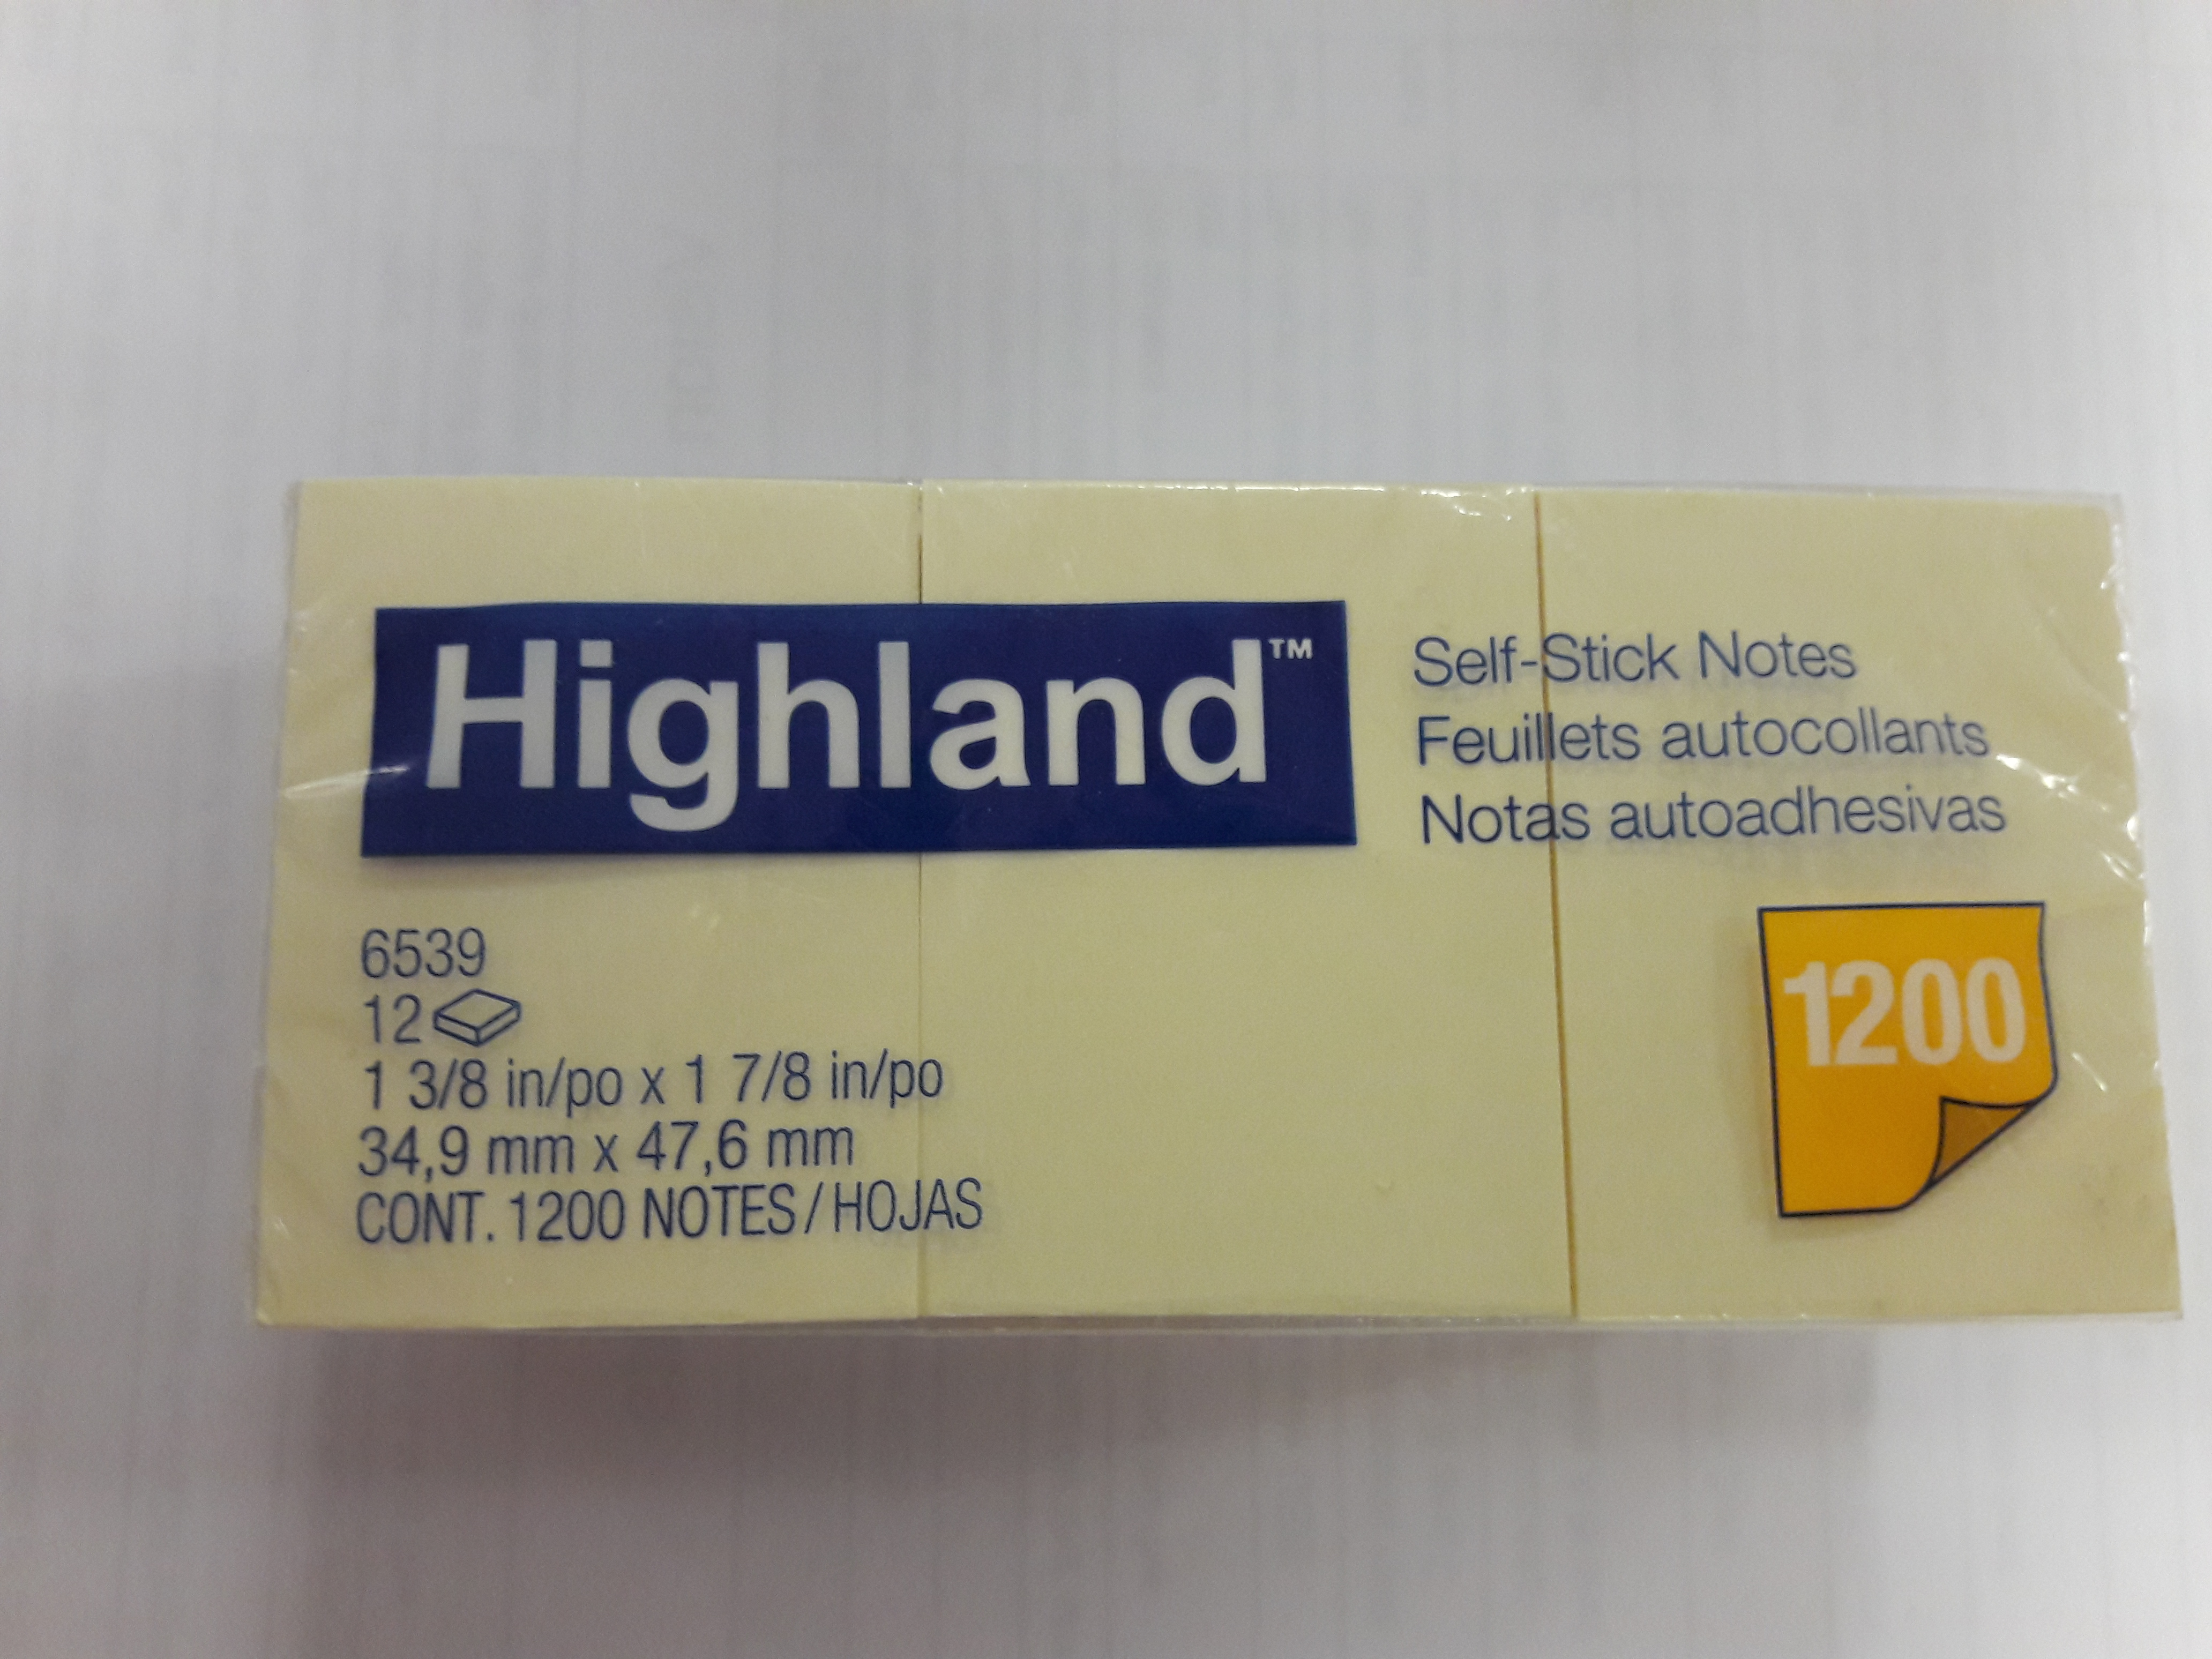 Highland™
Self-Stick Notes
Feuillets autocollants
Notas autoadhesivas
6539
12
1 3/8 in/po x 1 7/8 in/po
34,9 mm x 47,6 mm
CONT. 1200 NOTES/HOJAS
1200